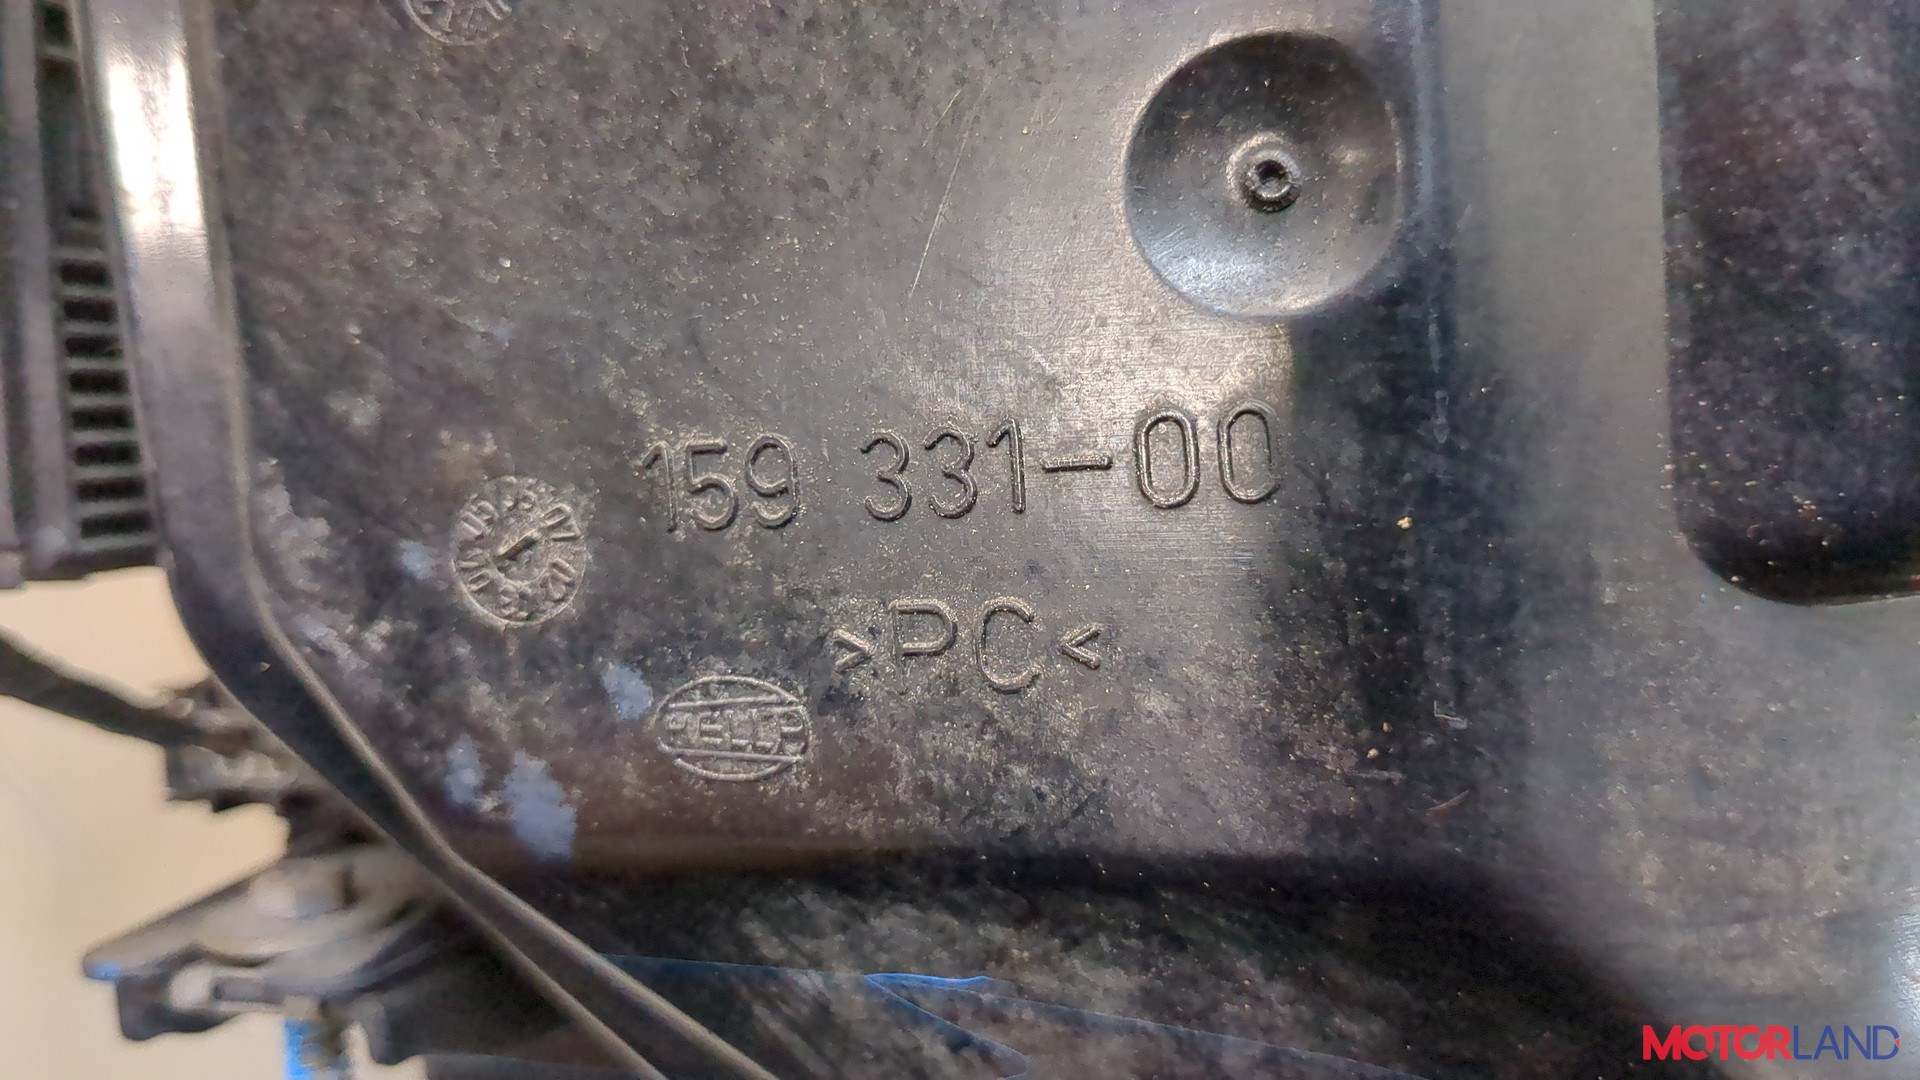 159 331-00
>PC<
HELLA
MOTORLAND